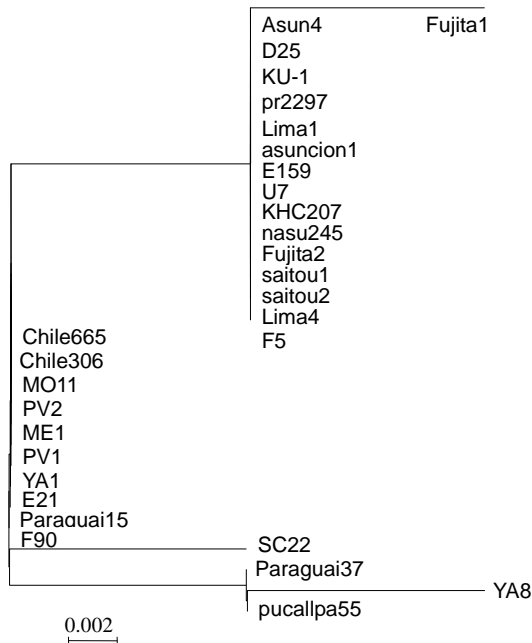 Asun4 Fujita1
D25
KU-1
pr2297
Lima1
asuncion1
E159
U7
KHC207
nasu245
Fujita2
saitou1
saitou2
Lima4
F5
Chile665
Chile306
MO11
PV2
ME1
PV1
YA1
E21
Paraguai15
F90
SC22
Paraguai37
YA8
pucallpa55
0.002